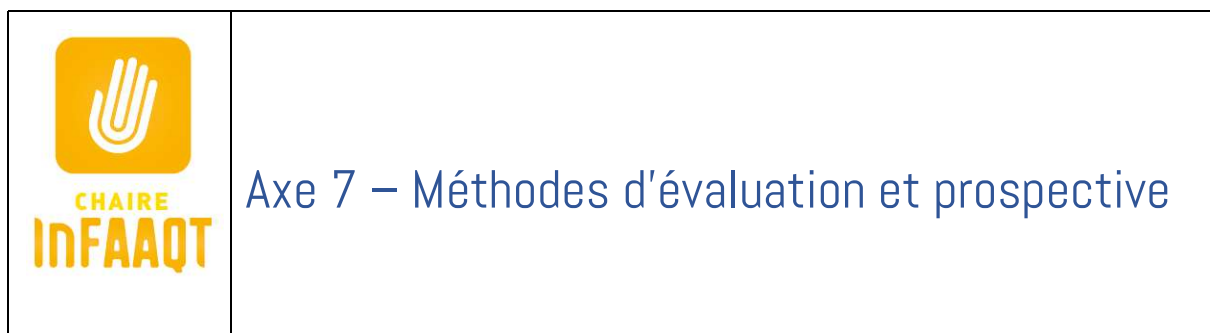 CHAIRE
InFAAQT
Axe 7 – Méthodes d'évaluation et prospective